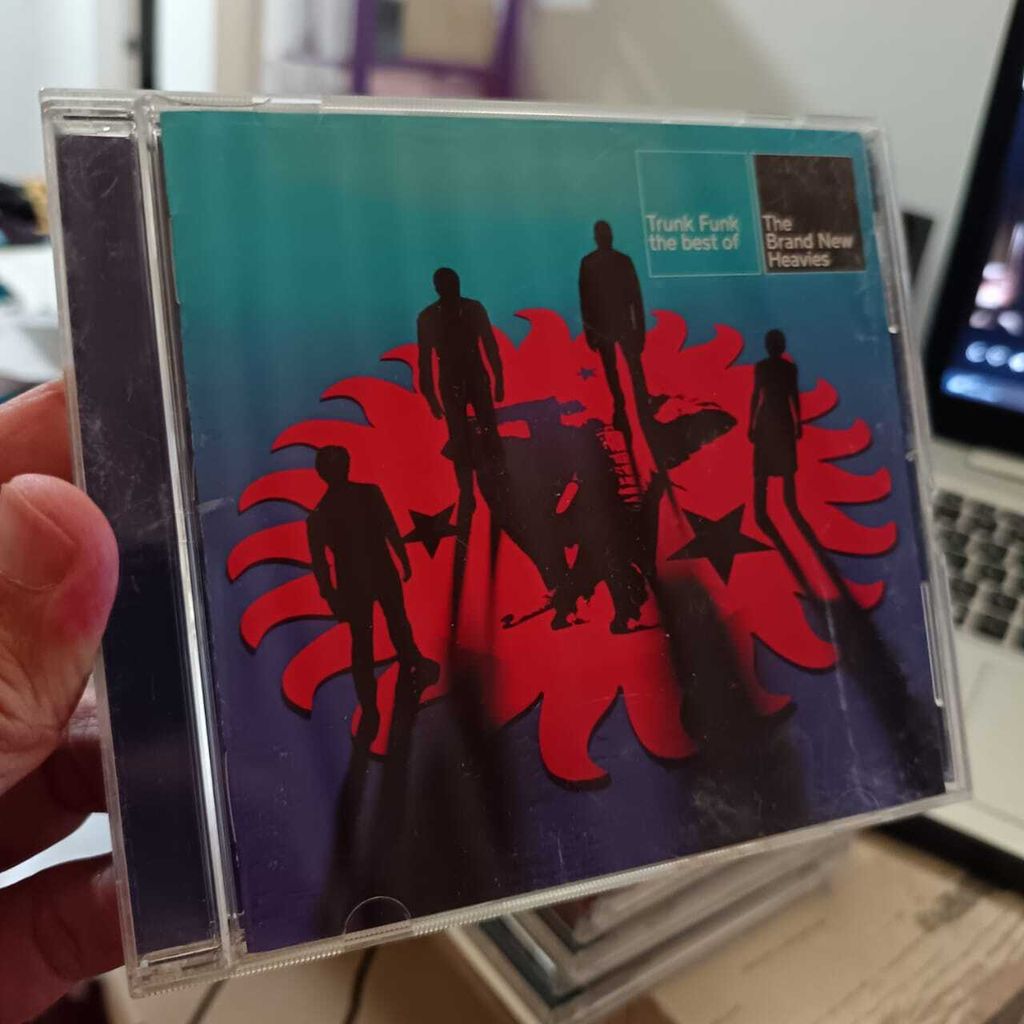 Trunk Funk
the best of
The
Brand New
Heavies